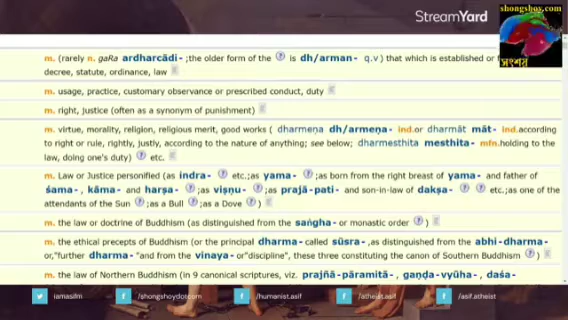 StreamYard
shongshoy.com
সংশয়
m. (rarely n. gaRa ardharcādi- ;the older form of the is dh/arman- q.v) that which is established or
decree, statute, ordinance, law
m. usage, practice, customary observance or prescribed conduct, duty
m. right, justice (often as a synonym of punishment)
m. virtue, morality, religion, religious merit, good works ( dharmeṇa dh/armeṇa- ind.or dharmāt māt- ind.according
to right or rule, rightly, justly, according to the nature of anything; see below; dharmesthita mesthita- mfn.holding to the
law, doing one's duty) etc.
m. Law or Justice personified (as indra- etc.;as yama- ;as born from the right breast of yama- and father of
śama- , kāma- and harṣa- ;as viṣṇu- ;as prajā-pati- and son-in-law of dakṣa- etc.;as one of the
attendants of the Sun ;as a Bull ;as a Dove )
m. the law or doctrine of Buddhism (as distinguished from the saṅgha- or monastic order )
m. the ethical precepts of Buddhism (or the principal dharma- called sūsra- ,as distinguished from the abhi-dharma-
or,"further dharma- "and from the vinaya- or"discipline", these three constituting the canon of Southern Buddhism )
m. the law of Northern Buddhism (in 9 canonical scriptures, viz. prajñā-pāramitā- , gaṇḍa-vyūha- , daśa-
iamasifm /shongshoydotcom /humanist.asif /atheist.asif /asif.atheist